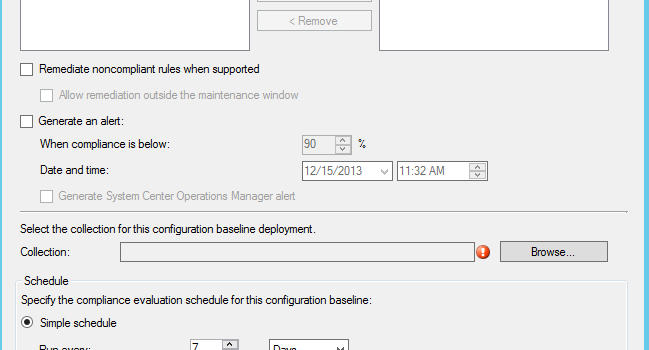 < Remove
Remediate noncompliant rules when supported
Allow remediation outside the maintenance window
Generate an alert:
When compliance is below: 90 %
Date and time: 12/15/2013 11:32 AM
Generate System Center Operations Manager alert
Select the collection for this configuration baseline deployment.
Collection: Browse...
Schedule
Specify the compliance evaluation schedule for this configuration baseline:
Simple schedule
Run every: 7 Days